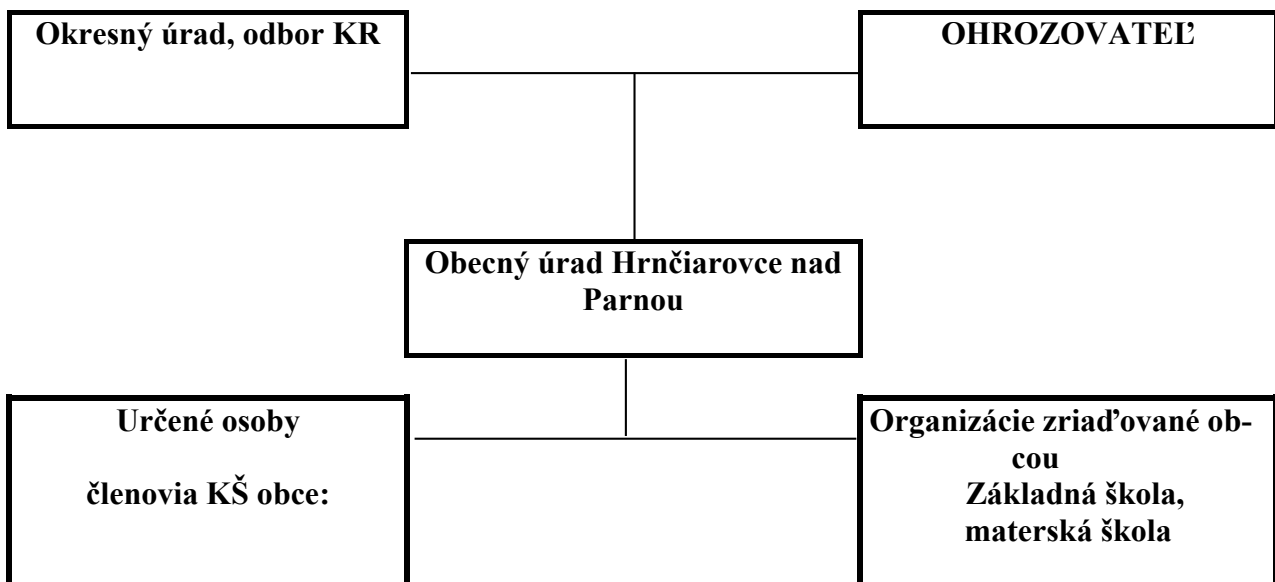 Okresný úrad, odbor KR
OHROZOVATEĽ
Obecný úrad Hrnčiarovce nad
Parnou
Určené osoby
členovia KŠ obce:
Organizácie zriaďované ob-
cou
Základná škola,
materská škola